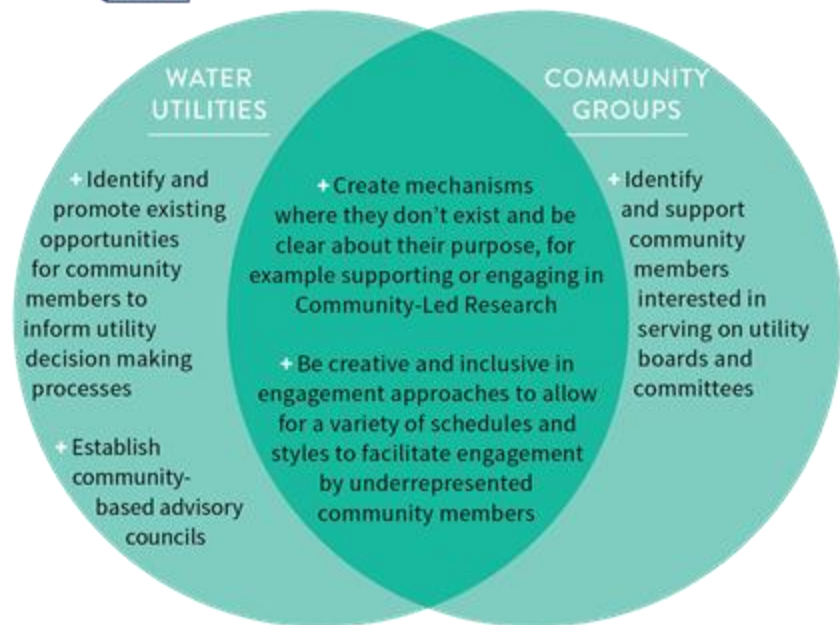 WATER
UTILITIES
+ Identify and
promote existing
opportunities
for community
members to
inform utility
decision making
processes
+ Establish
community-
based advisory
councils
+ Create mechanisms
where they don't exist and be
clear about their purpose, for
example supporting or engaging in
Community-Led Research
+ Be creative and inclusive in
engagement approaches to allow
for a variety of schedules and
styles to facilitate engagement
by underrepresented
community members
COMMUNITY
GROUPS
+ Identify
and support
community
members
interested in
serving on utility
boards and
committees